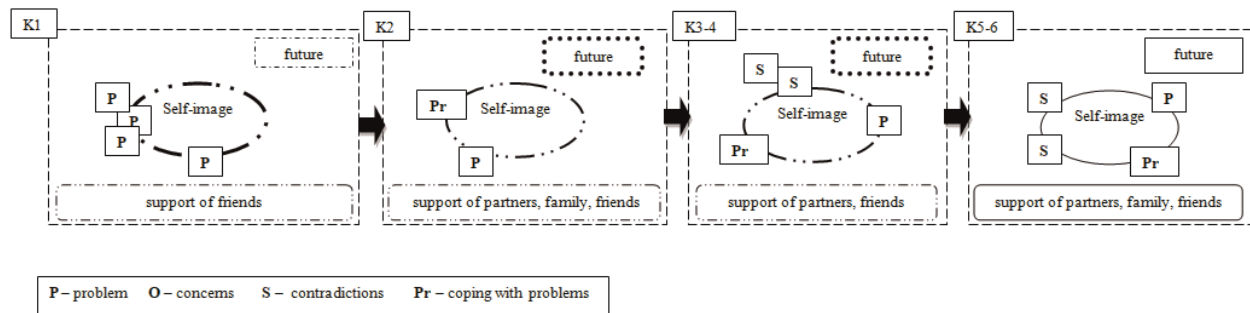 K1
future
P
P
P
Self-image
P
support of friends
K2
future
Pr
Self-image
P
support of partners, family, friends
K3-4
future
S
S
Self-image
P
Pr
support of partners, friends
K5-6
future
S
P
Self-image
S
Pr
support of partners, family, friends
P – problem O – concerns S – contradictions Pr – coping with problems